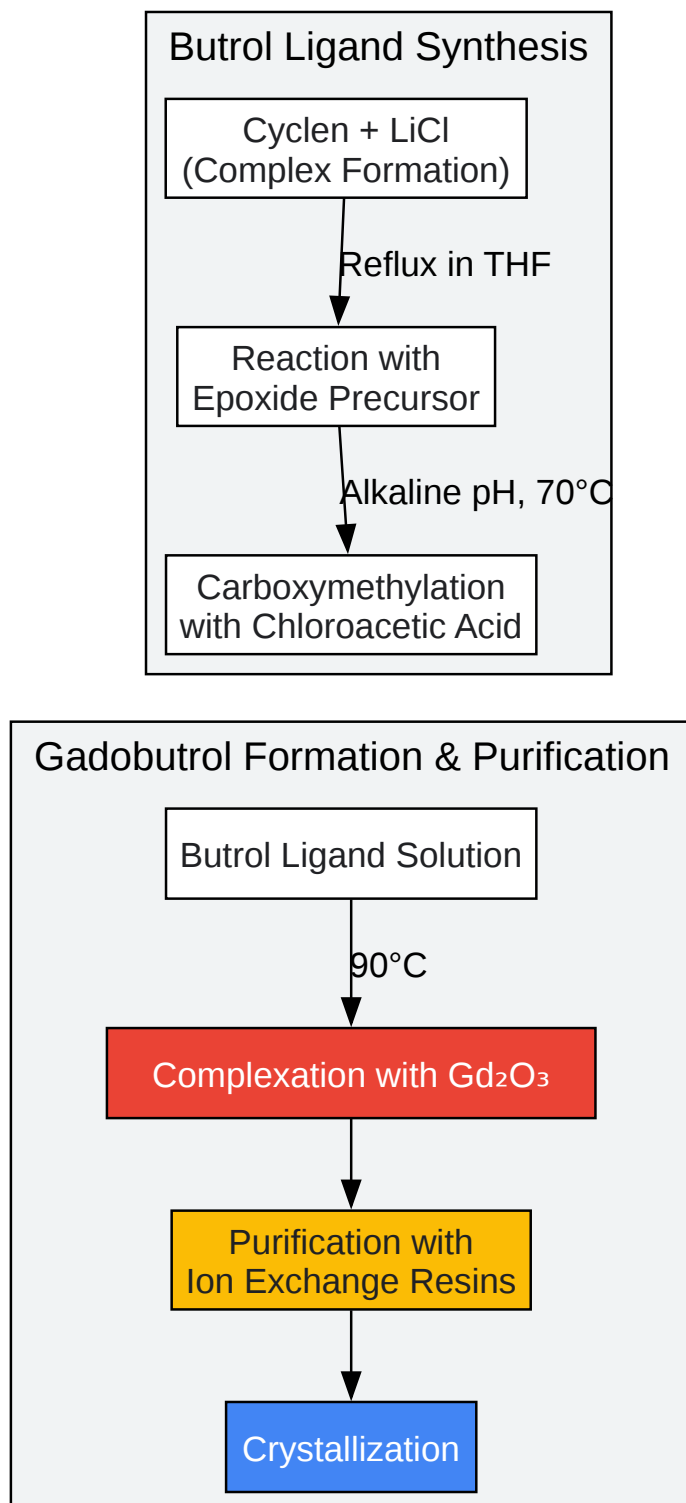 Butrol Ligand Synthesis
Cyclen + LiCl
(Complex Formation)
Reflux in THF
Reaction with
Epoxide Precursor
Alkaline pH, 70°C
Carboxymethylation
with Chloroacetic Acid
Gadobutrol Formation & Purification
Butrol Ligand Solution
90°C
Complexation with Gd₂O₃
Purification with
Ion Exchange Resins
Crystallization